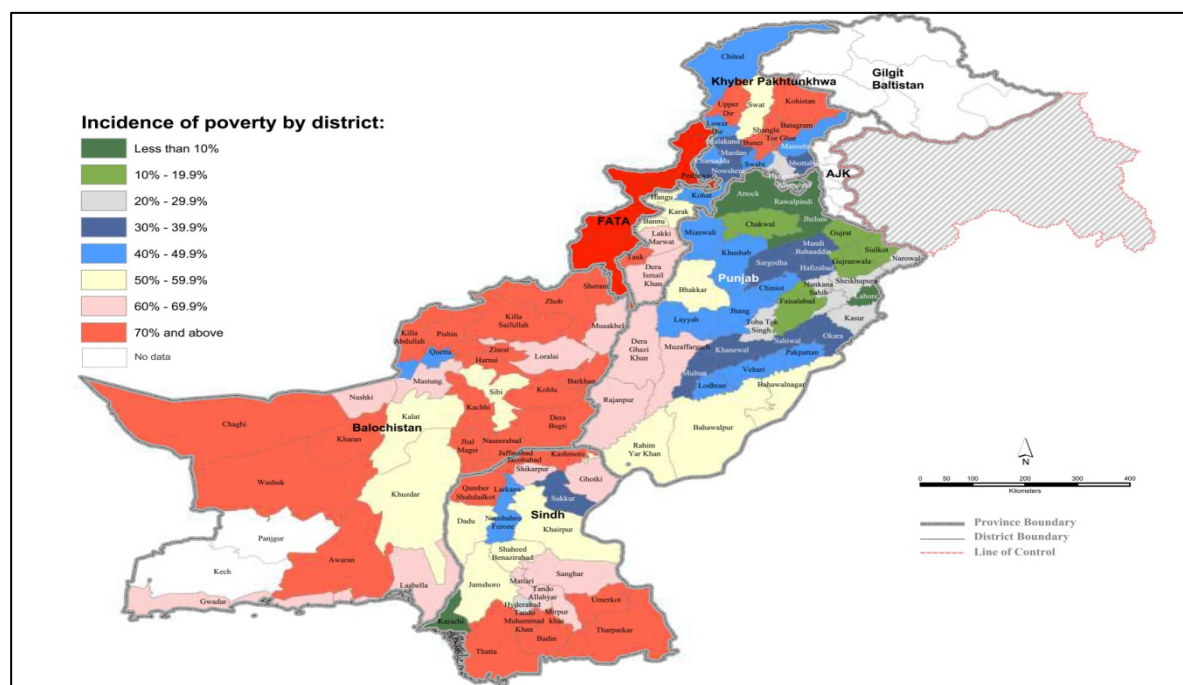 Incidence of poverty by district:
Less than 10%
10% - 19.9%
20% - 29.9%
30% - 39.9%
40% - 49.9%
50% - 59.9%
60% - 69.9%
70% and above
No data
Chitral
Khyber Pakhtunkhwa
Gilgit
Baltistan
Upper
Dir
Swat
Kohistan
Lower
Dir
Shangla
Batagram
Tor Ghar
Malakand
Buner
Mansehra
Mardan
Charsadda
Swabi
Abbottabad
Nowshera
Peshawar
AJK
Attock
Rawalpindi
Hangu
Kohat
Karak
Bannu
Jhelum
FATA
Lakki
Marwat
Mianwali
Chakwal
Gujrat
Mandi
Bahauddin
Sialkot
Tank
Khushab
Sargodha
Gujranwala
Narowal
Dera
Ismail
Khan
Punjab
Hafizabad
Sheikhupura
Sherani
Bhakkar
Chiniot
Nankana
Sahib
Lahore
Zhob
Faisalabad
Killa
Saifullah
Musakhel
Layyah
Jhang
Toba Tek
Singh
Kasur
Okara
Killa
Abdullah
Pishin
Ziarat
Harnai
Loralai
Dera
Ghazi
Khan
Muzaffargarh
Khanewal
Sahiwal
Quetta
Pakpattan
Mastung
Barkhan
Multan
Vehari
Nushki
Sibi
Kohlu
Lodhran
Bahawalnagar
Chaghi
Kalat
Kachhi
Rajanpur
Kharan
Balochistan
Dera
Bugti
Bahawalpur
Jhal
Magsi
Naseerabad
Rahim
Yar Khan
Jaffarabad
Jacobabad
Kashmore
Washuk
Shikarpur
Ghotki
Khuzdar
Qamber
Shahdadkot
Larkana
Sukkur
Sindh
Panjgur
Dadu
Naushahro
Feroze
Khairpur
Kech
Awaran
Shaheed
Benazirabad
Gwadar
Lasbella
Jamshoro
Matiari
Sanghar
Tando
Allahyar
Hyderabad
Umerkot
Karachi
Tando
Muhammad
Khan
Mirpur
khas
Badin
Tharparkar
Thatta
N
100 50 0 100 200 300 400
Kilometers
Province Boundary
District Boundary
Line of Control